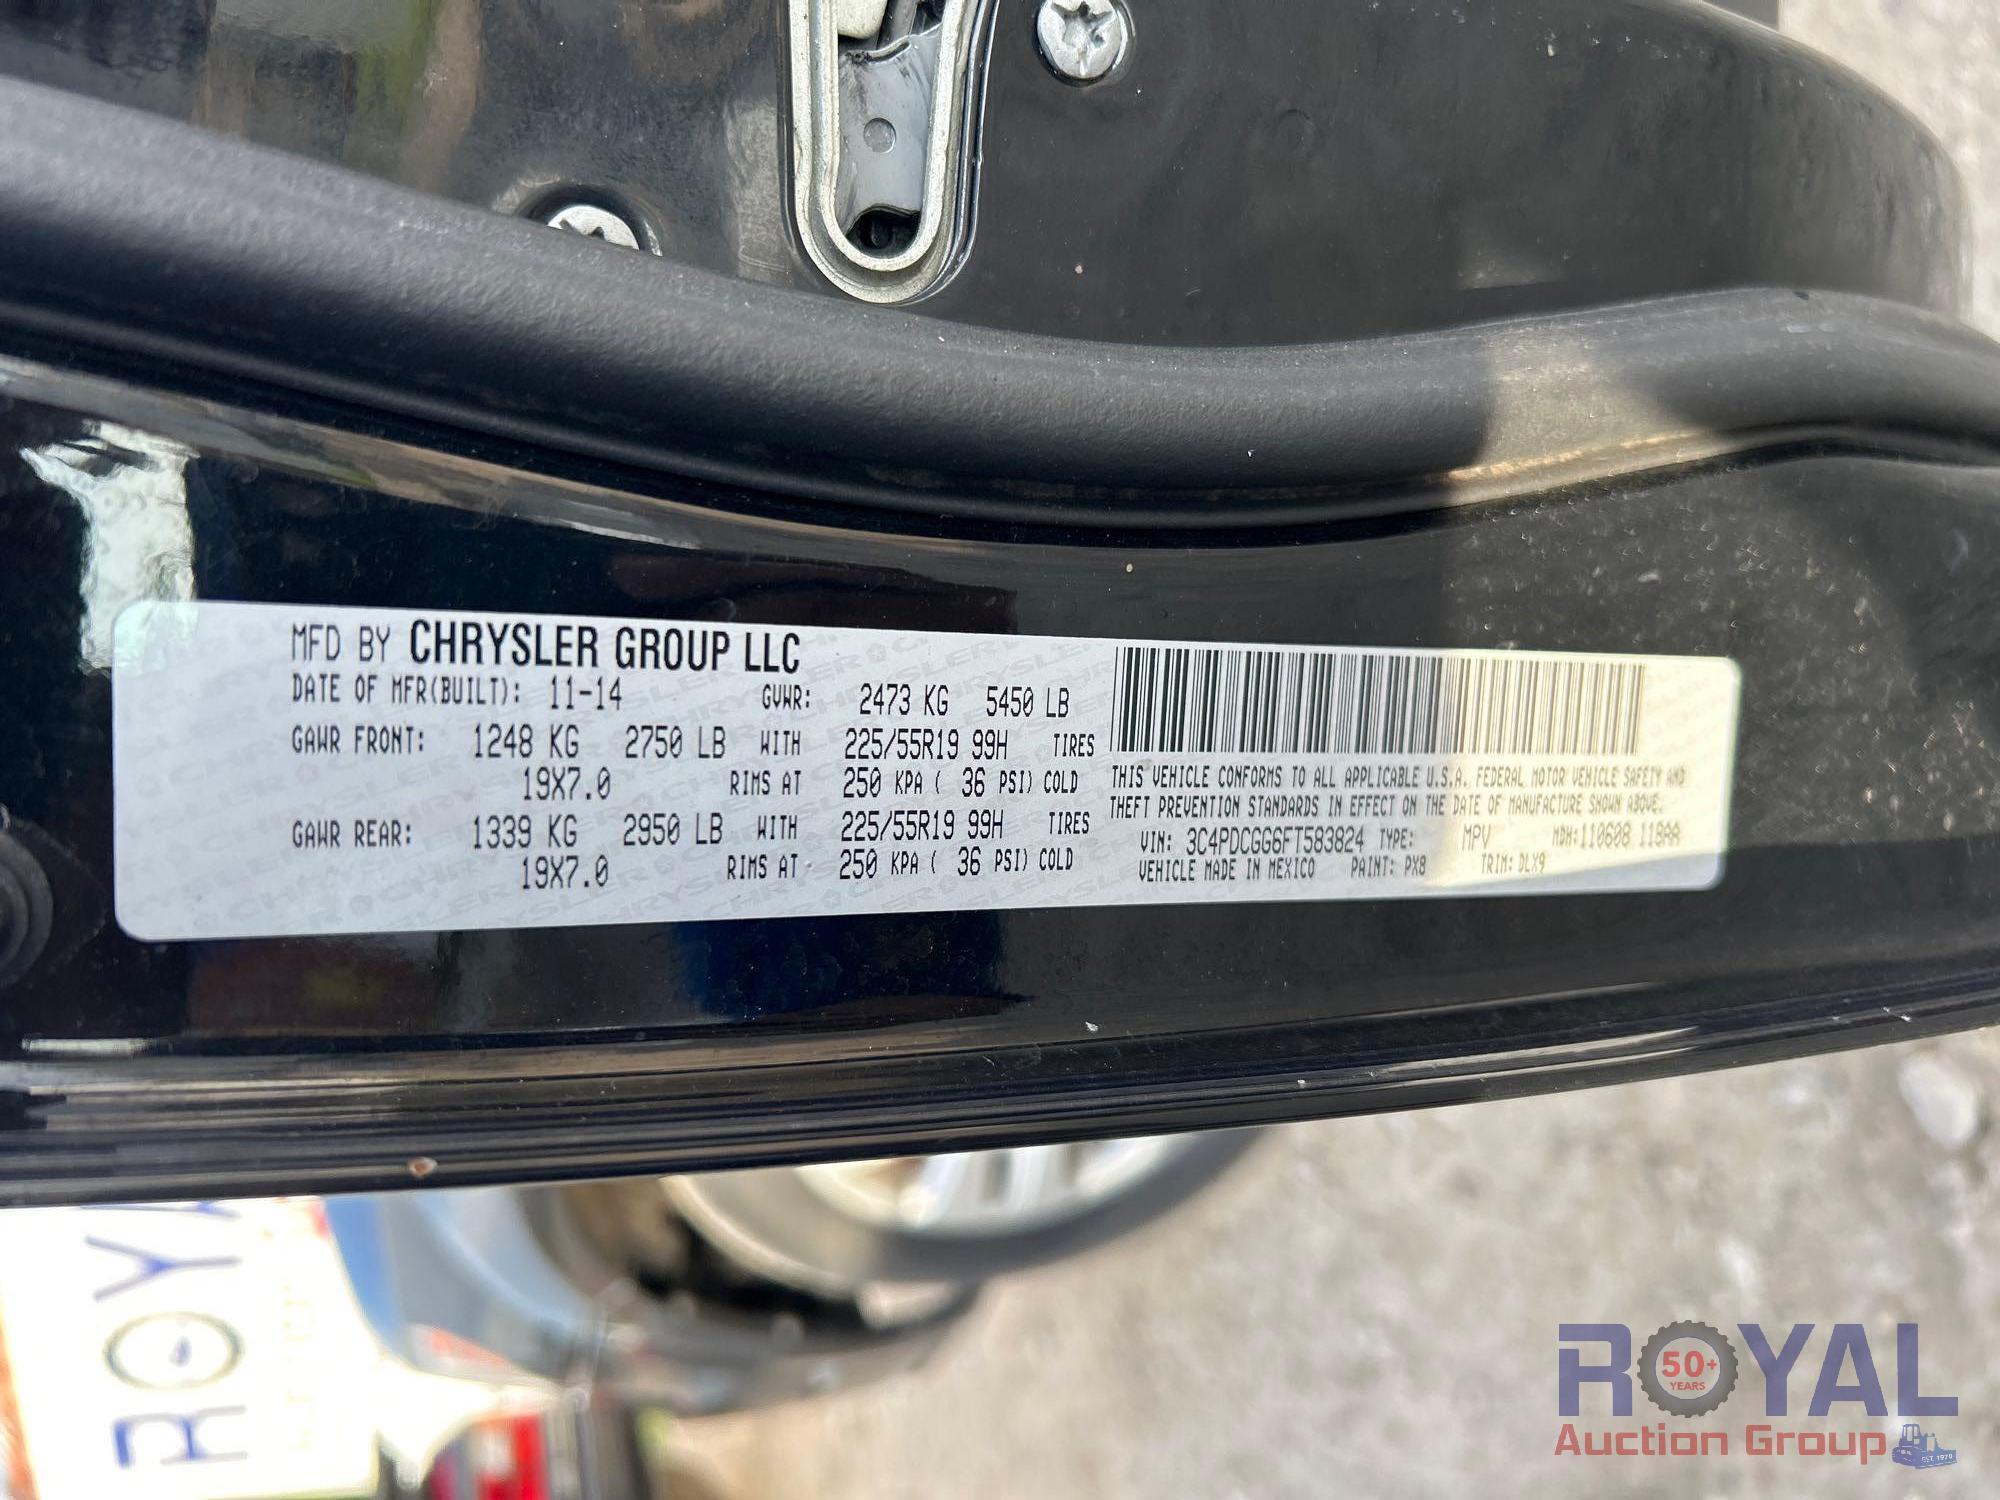 MFD BY CHRYSLER GROUP LLC
DATE OF MFR(BUILT): 11-14 GVWR: 2473 KG 5450 LB
GAWR FRONT: 1248 KG 2750 LB WITH 225/55R19 99H TIRES
19X7.0 RIMS AT 250 KPA ( 36 PSI) COLD
GAWR REAR: 1339 KG 2950 LB WITH 225/55R19 99H TIRES
19X7.0 RIMS AT 250 KPA ( 36 PSI) COLD
THIS VEHICLE CONFORMS TO ALL APPLICABLE U.S.A. FEDERAL MOTOR VEHICLE SAFETY AND
THEFT PREVENTION STANDARDS IN EFFECT ON THE DATE OF MANUFACTURE SHOWN ABOVE.
VIN: 3C4PDCGG6FT583824 TYPE: MPV MDH:110608 118AA
VEHICLE MADE IN MEXICO PAINT: PX8 TRIM: DLX9
ROYAL
ROYAL
50+
YEARS
Auction Group
EST. 1970